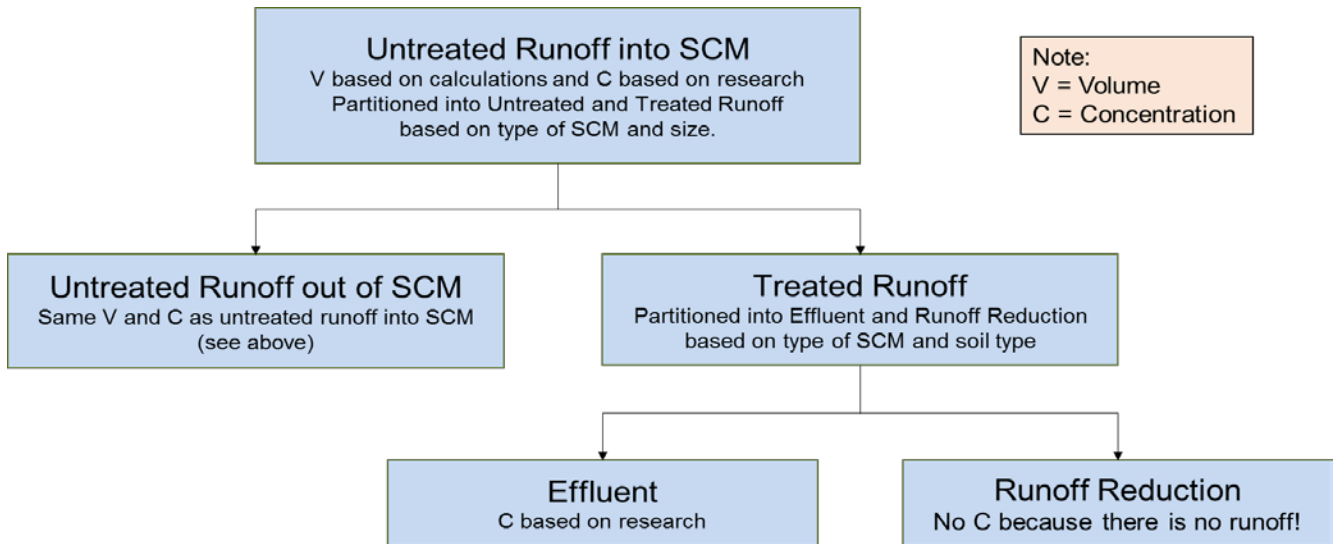 Untreated Runoff into SCM
V based on calculations and C based on research
Partitioned into Untreated and Treated Runoff
based on type of SCM and size.
Note:
V = Volume
C = Concentration
Untreated Runoff out of SCM
Same V and C as untreated runoff into SCM
(see above)
Treated Runoff
Partitioned into Effluent and Runoff Reduction
based on type of SCM and soil type
Effluent
C based on research
Runoff Reduction
No C because there is no runoff!